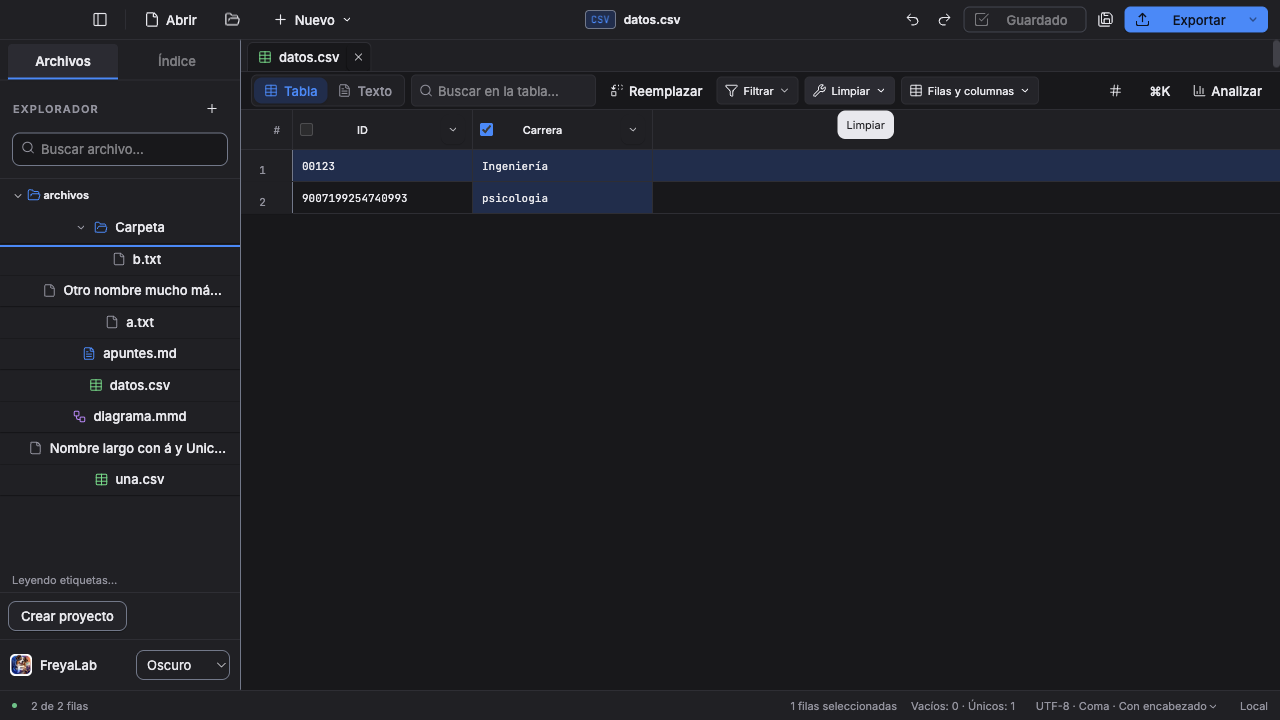 Abrir
Nuevo
CSV datos.csv
Guardado
Exportar
Archivos
Índice
datos.csv
EXPLORADOR
Tabla
Texto
Buscar en la tabla...
Reemplazar
Filtrar
Limpiar
Filas y columnas
#
⌘K
Analizar
Limpiar
Buscar archivo...
# ID Carrera
1 00123 Ingeniería
2 9007199254740993 psicologia
archivos
Carpeta
b.txt
Otro nombre mucho má...
a.txt
apuntes.md
datos.csv
diagrama.mmd
Nombre largo con á y Unic...
una.csv
Leyendo etiquetas...
Crear proyecto
FreyaLab
Oscuro
2 de 2 filas
1 filas seleccionadas
Vacíos: 0 · Únicos: 1
UTF-8 · Coma · Con encabezado
Local